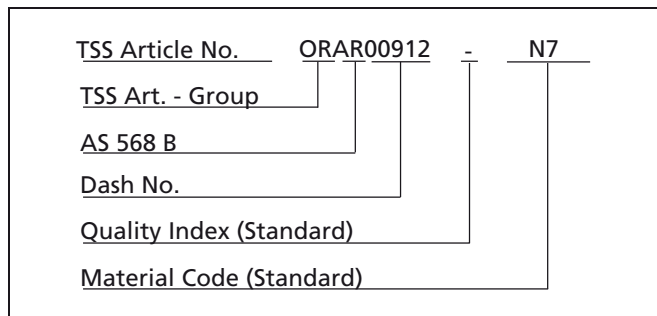 TSS Article No. ORAR00912 - N7
TSS Art. - Group
AS 568 B
Dash No.
Quality Index (Standard)
Material Code (Standard)